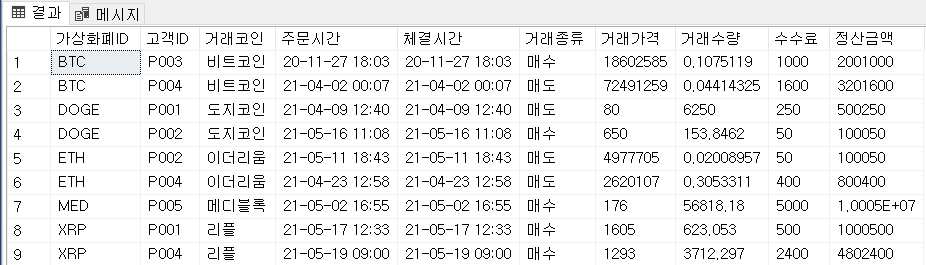 결과 메시지
가상화폐ID 고객ID 거래코인 주문시간 체결시간 거래종류 거래가격 거래수량 수수료 정산금액
1 BTC P003 비트코인 20-11-27 18:03 20-11-27 18:03 매수 18602585 0,1075119 1000 2001000
2 BTC P004 비트코인 21-04-02 00:07 21-04-02 00:07 매도 72491259 0,04414325 1600 3201600
3 DOGE P001 도지코인 21-04-09 12:40 21-04-09 12:40 매도 80 6250 250 500250
4 DOGE P002 도지코인 21-05-16 11:08 21-05-16 11:08 매수 650 153,8462 50 100050
5 ETH P002 이더리움 21-05-11 18:43 21-05-11 18:43 매도 4977705 0,02008957 50 100050
6 ETH P004 이더리움 21-04-23 12:58 21-04-23 12:58 매도 2620107 0,3053311 400 800400
7 MED P005 메디블록 21-05-02 16:55 21-05-02 16:55 매수 176 56818,18 5000 1,0005E+07
8 XRP P001 리플 21-05-17 12:33 21-05-17 12:33 매수 1605 623,053 500 1000500
9 XRP P004 리플 21-05-19 09:00 21-05-19 09:00 매수 1293 3712,297 2400 4802400